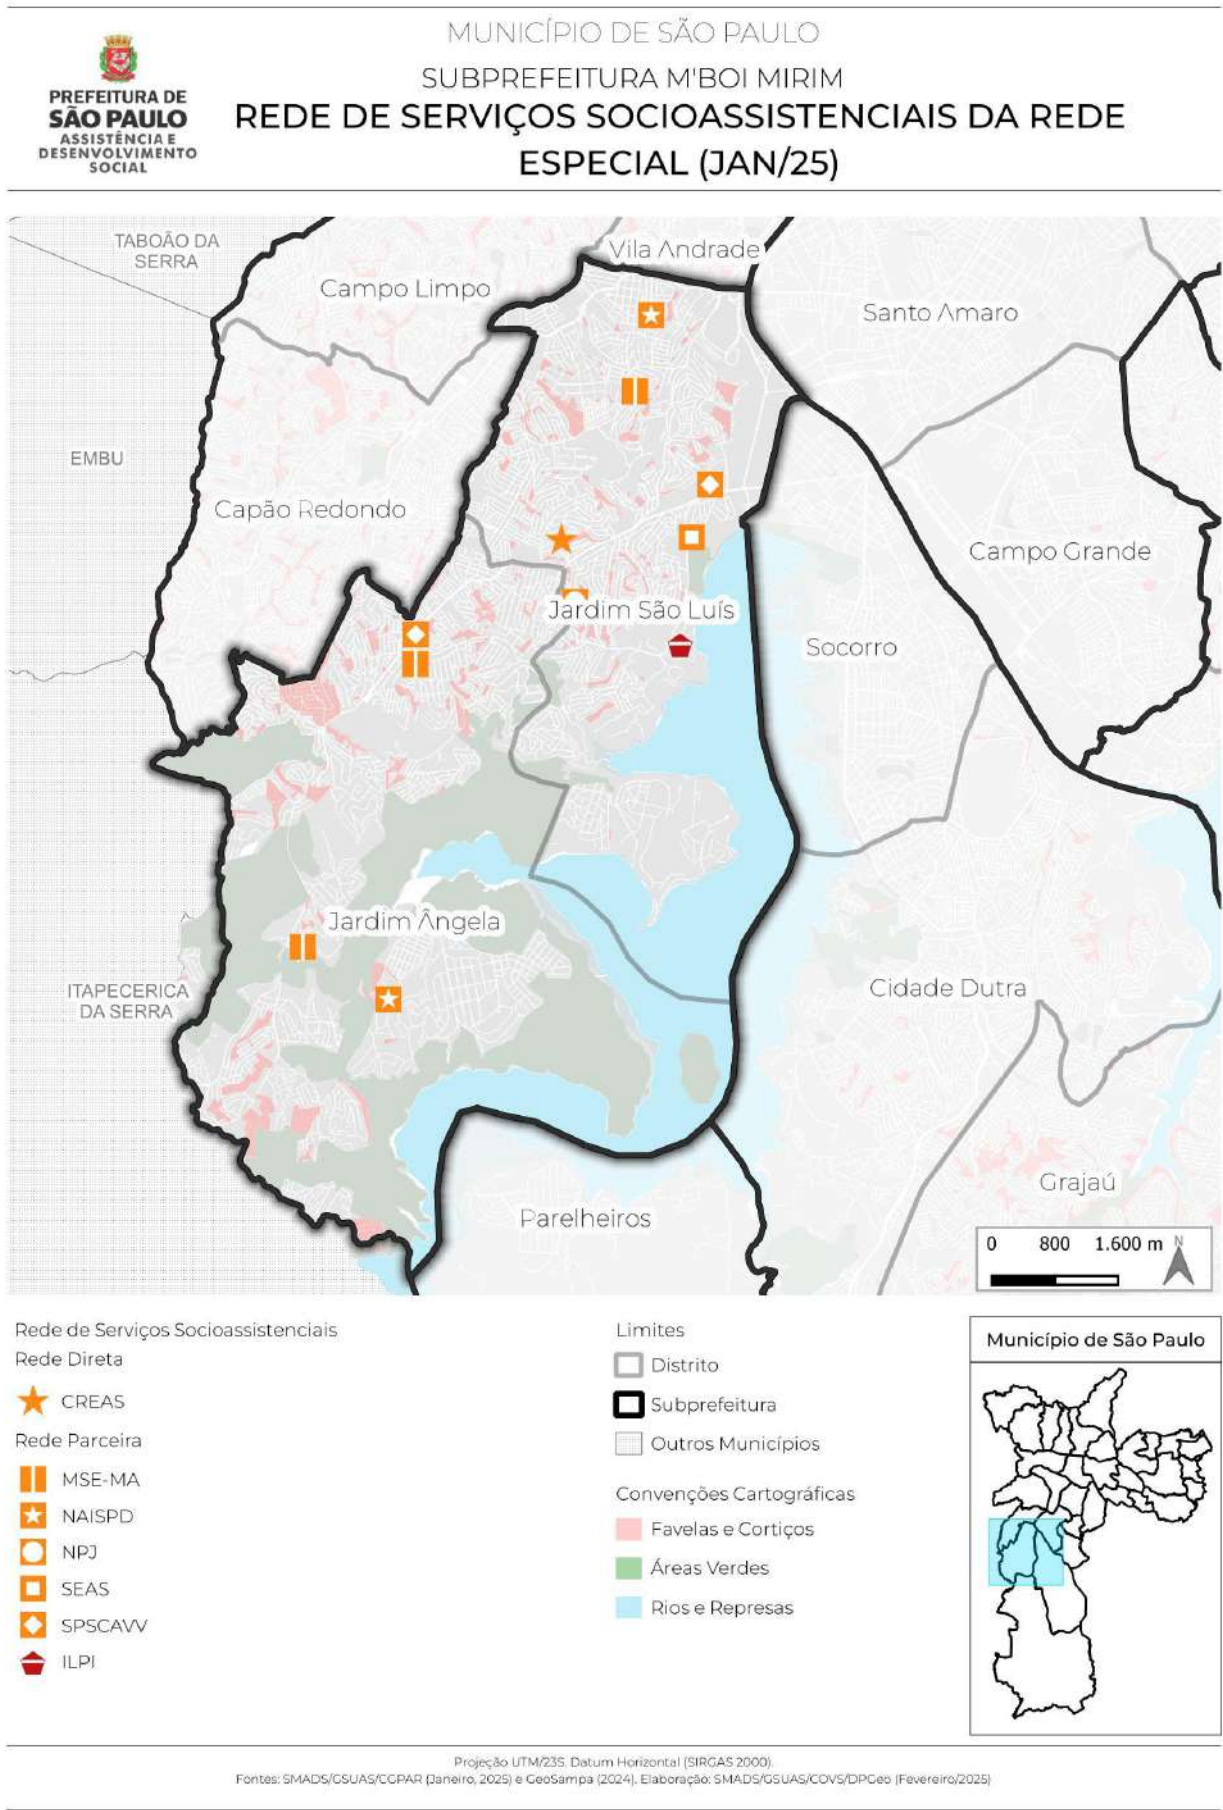 PREFEITURA DE
SÃO PAULO
ASSISTÊNCIA E
DESENVOLVIMENTO
SOCIAL
MUNICÍPIO DE SÃO PAULO
SUBPREFEITURA M'BOI MIRIM
REDE DE SERVIÇOS SOCIOASSISTENCIAIS DA REDE
ESPECIAL (JAN/25)
TABOÃO DA
SERRA
Vila Andrade
Campo Limpo
Santo Amaro
EMBU
Capão Redondo
Campo Grande
Jardim São Luís
Socorro
Jardim Ângela
ITAPECERICA
DA SERRA
Cidade Dutra
Grajaú
Parelheiros
0 800 1.600 m N
Rede de Serviços Socioassistenciais
Rede Direta
CREAS
Rede Parceira
MSE-MA
NAISPD
NPJ
SEAS
SPSCAVV
ILPI
Limites
Distrito
Subprefeitura
Outros Municípios
Convenções Cartográficas
Favelas e Cortiços
Áreas Verdes
Rios e Represas
Município de São Paulo
Projeção UTM/23S. Datum Horizontal (SIRGAS 2000).
Fontes: SMADS/GSUAS/CGPAR (Janeiro, 2025) e GeoSampa (2024). Elaboração: SMADS/GSUAS/COVS/DPGeo (Fevereiro/2025)